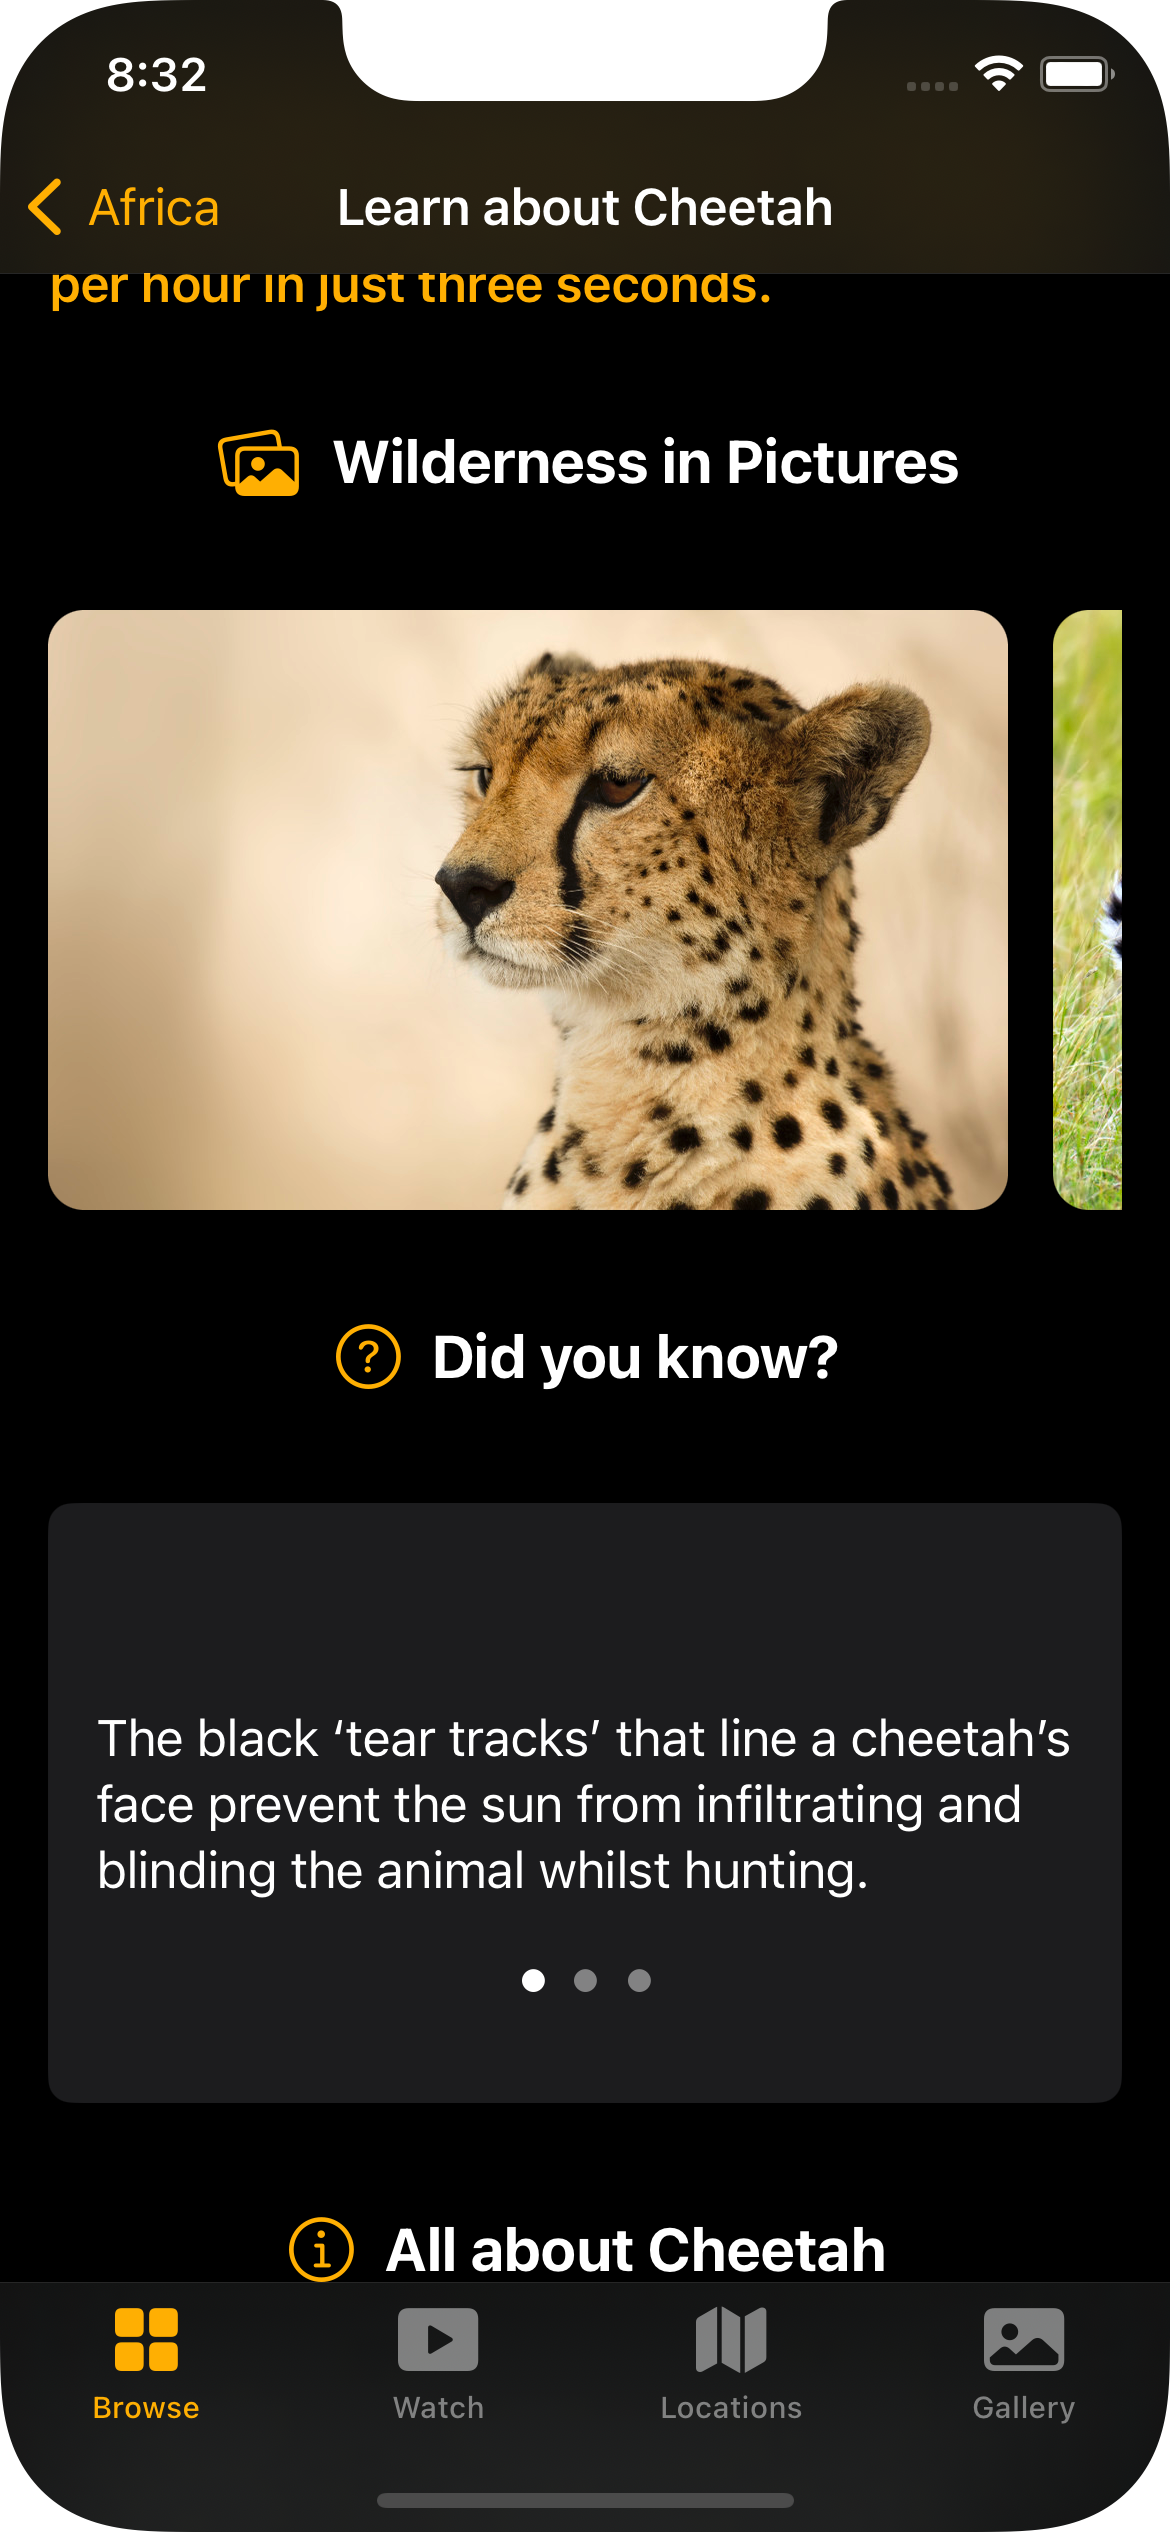 8:32
Africa
Learn about Cheetah
per hour in just three seconds.
Wilderness in Pictures
Did you know?
The black ‘tear tracks’ that line a cheetah’s
face prevent the sun from infiltrating and
blinding the animal whilst hunting.
All about Cheetah
Browse
Watch
Locations
Gallery